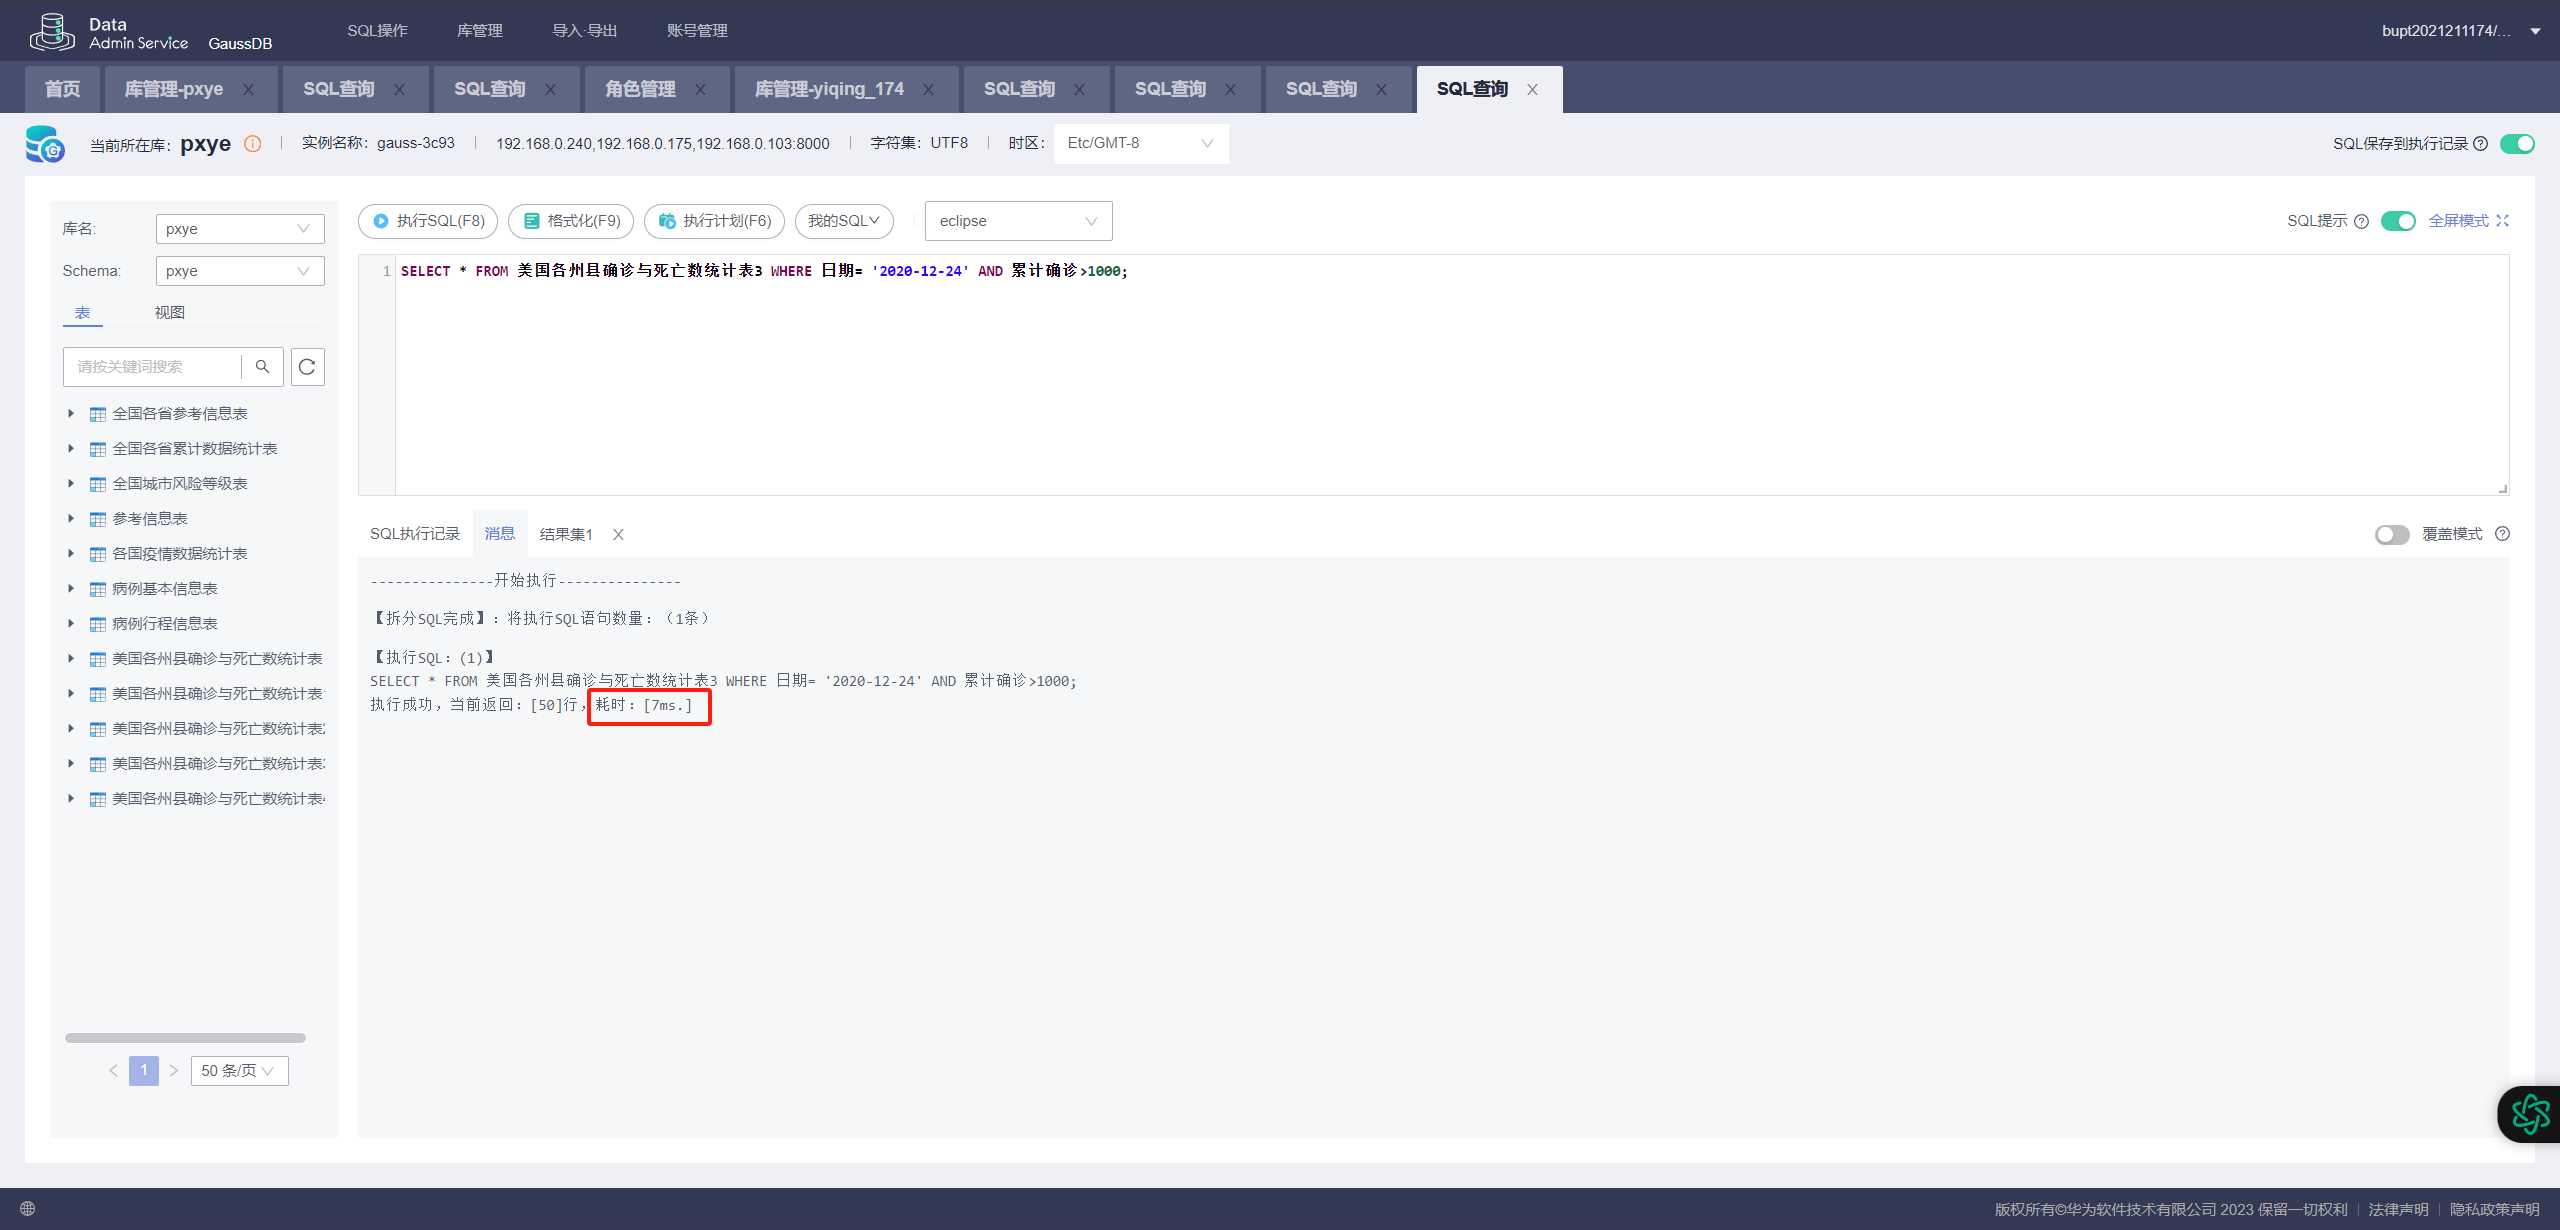 Data
Admin Service GaussDB
SQL操作 库管理 导入·导出 账号管理
bupt2021211174/...
首页 库管理-pxye SQL查询 SQL查询 角色管理 库管理-yiqing_174 SQL查询 SQL查询 SQL查询 SQL查询
当前所在库: pxye 实例名称: gauss-3c93 192.168.0.240,192.168.0.175,192.168.0.103:8000 字符集: UTF8 时区: Etc/GMT-8
SQL保存到执行记录
库名: pxye
Schema: pxye
表 视图
请按关键词搜索
全国各省参考信息表
全国各省累计数据统计表
全国城市风险等级表
参考信息表
各国疫情数据统计表
病例基本信息表
病例行程信息表
美国各州县确诊与死亡数统计表
美国各州县确诊与死亡数统计表
美国各州县确诊与死亡数统计表2
美国各州县确诊与死亡数统计表3
美国各州县确诊与死亡数统计表4
1
50 条/页
执行SQL(F8) 格式化(F9) 执行计划(F6) 我的SQL eclipse
SQL提示 全屏模式
1 SELECT * FROM 美国各州县确诊与死亡数统计表3 WHERE 日期= '2020-12-24' AND 累计确诊>1000;
SQL执行记录 消息 结果集1
覆盖模式
---------------开始执行---------------
【拆分SQL完成】：将执行SQL语句数量：（1条）
【执行SQL：(1)】
SELECT * FROM 美国各州县确诊与死亡数统计表3 WHERE 日期= '2020-12-24' AND 累计确诊>1000;
执行成功，当前返回：[50]行，耗时：[7ms.]
版权所有©华为软件技术有限公司 2023 保留一切权利 法律声明 隐私政策声明